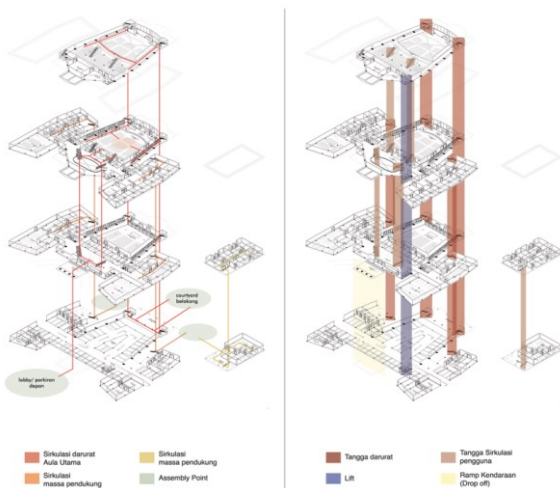 courtyard
belakang
lobby/ parkiran
depan
Sirkulasi darurat
Aula Utama
Sirkulasi
massa pendukung
Sirkulasi
massa pendukung
Assembly Point
Tangga darurat
Lift
Tangga Sirkulasi
pengguna
Ramp Kendaraan
(Drop off)